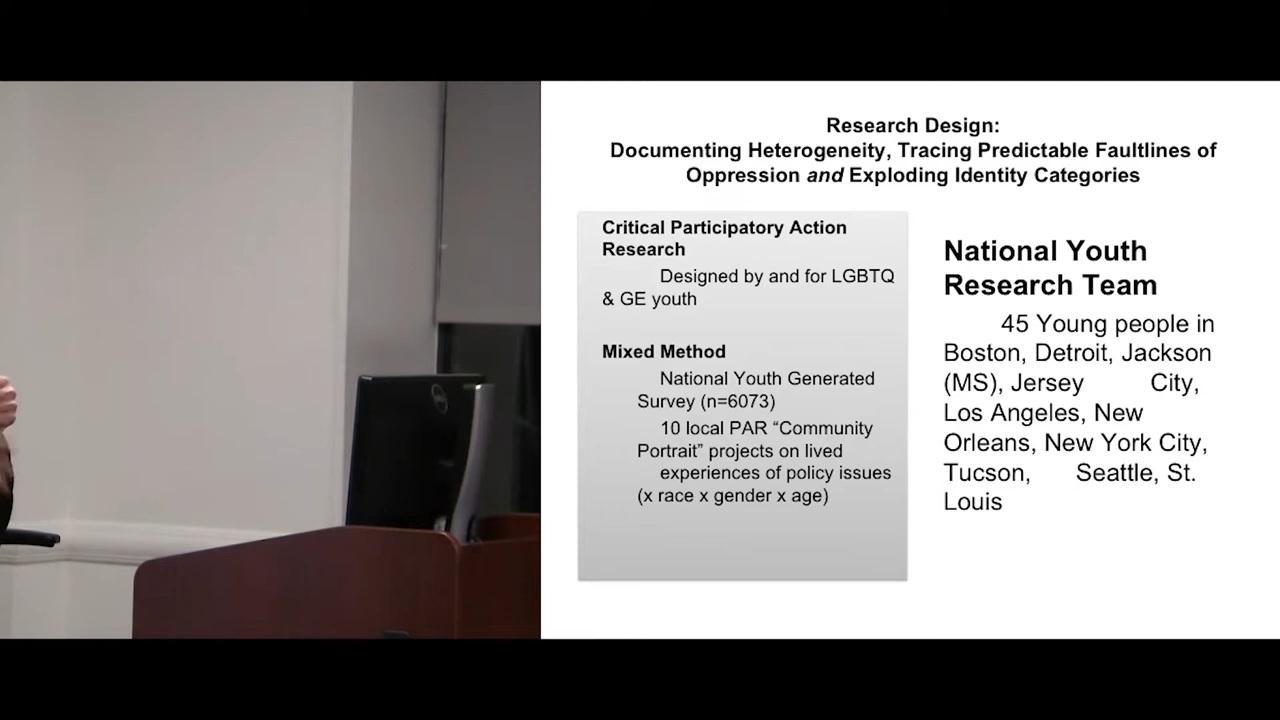 Research Design:
Documenting Heterogeneity, Tracing Predictable Faultlines of
Oppression and Exploding Identity Categories
Critical Participatory Action
Research
Designed by and for LGBTQ
& GE youth
Mixed Method
National Youth Generated
Survey (n=6073)
10 local PAR “Community
Portrait” projects on lived
experiences of policy issues
(x race x gender x age)
National Youth
Research Team
45 Young people in
Boston, Detroit, Jackson
(MS), Jersey City,
Los Angeles, New
Orleans, New York City,
Tucson, Seattle, St.
Louis
DELL